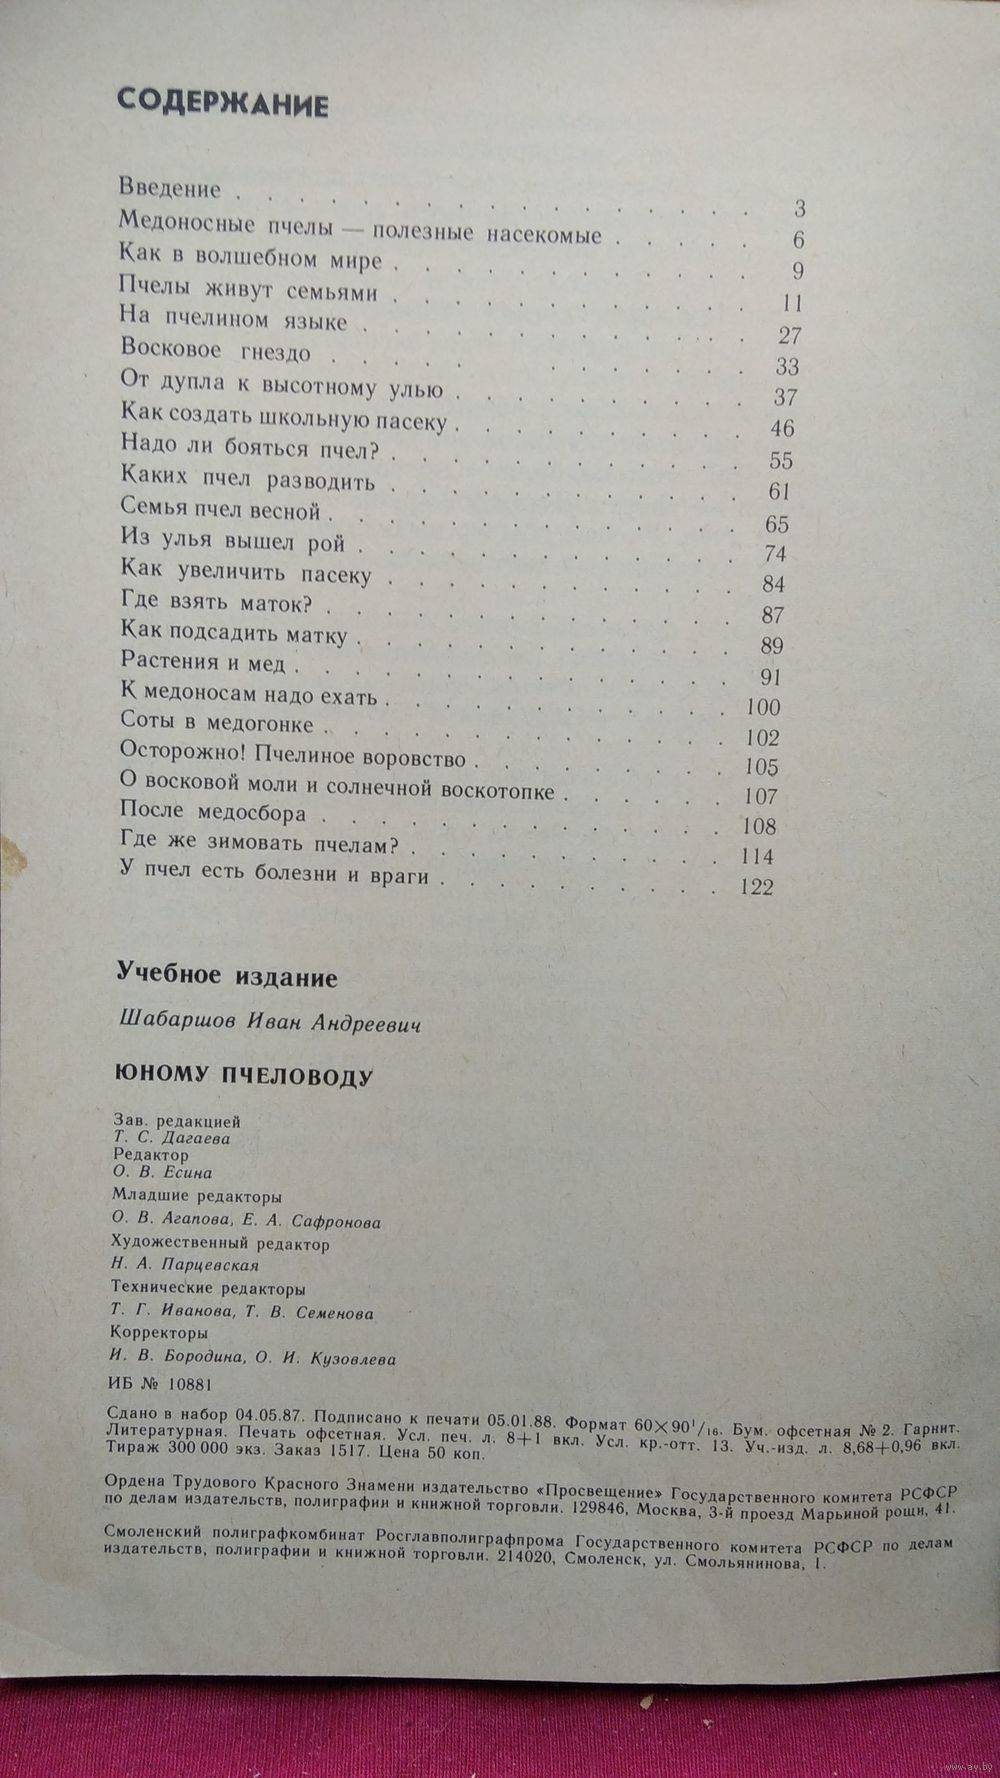 СОДЕРЖАНИЕ
Введение . . . . . . . . . . . . . . . . . 3
Медоносные пчелы — полезные насекомые . . . . . 6
Как в волшебном мире . . . . . . . . . . . . 9
Пчелы живут семьями . . . . . . . . . . . . 11
На пчелином языке . . . . . . . . . . . . . 27
Восковое гнездо . . . . . . . . . . . . 33
От дупла к высотному улью . . . . . . . . . . 37
Как создать школьную пасеку . . . . . . . . . . 46
Надо ли бояться пчел? . . . . . . . . . . . . 55
Каких пчел разводить . . . . . . . . . . . . 61
Семья пчел весной . . . . . . . . . . . . . . 65
Из улья вышел рой . . . . . . . . . . . . . 74
Как увеличить пасеку . . . . . . . . . . . . 84
Где взять маток? . . . . . . . . . . . . . . 87
Как подсадить матку . . . . . . . . . . . . . 89
Растения и мед . . . . . . . . . . . . . . . 91
К медоносам надо ехать . . . . . . . . . . . . 100
Соты в медогонке . . . . . . . . . . . . . . 102
Осторожно! Пчелиное воровство . . . . . . . . . 105
О восковой моли и солнечной воскотопке . . . . . . 107
После медосбора . . . . . . . . . . . . . . 108
Где же зимовать пчелам? . . . . . . . . . . . 114
У пчел есть болезни и враги . . . . . . . . . . 122
Учебное издание
Шабаршов Иван Андреевич
ЮНОМУ ПЧЕЛОВОДУ
Зав. редакцией
Т. С. Дагаева
Редактор
О. В. Есина
Младшие редакторы
О. В. Агапова, Е. А. Сафронова
Художественный редактор
Н. А. Парцевская
Технические редакторы
Т. Г. Иванова, Т. В. Семенова
Корректоры
И. В. Бородина, О. И. Кузовлева
ИБ № 10881
Сдано в набор 04.05.87. Подписано к печати 05.01.88. Формат 60×90¹/₁₆. Бум. офсетная № 2. Гарнит.
Литературная. Печать офсетная. Усл. печ. л. 8+1 вкл. Усл. кр.-отт. 13. Уч.-изд. л. 8,68+0,96 вкл.
Тираж 300 000 экз. Заказ 1517. Цена 50 коп.
Ордена Трудового Красного Знамени издательство «Просвещение» Государственного комитета РСФСР
по делам издательств, полиграфии и книжной торговли. 129846, Москва, 3-й проезд Марьиной рощи, 41.
Смоленский полиграфкомбинат Росглавполиграфпрома Государственного комитета РСФСР по делам
издательств, полиграфии и книжной торговли. 214020, Смоленск, ул. Смольянинова, 1.
www.ay.by